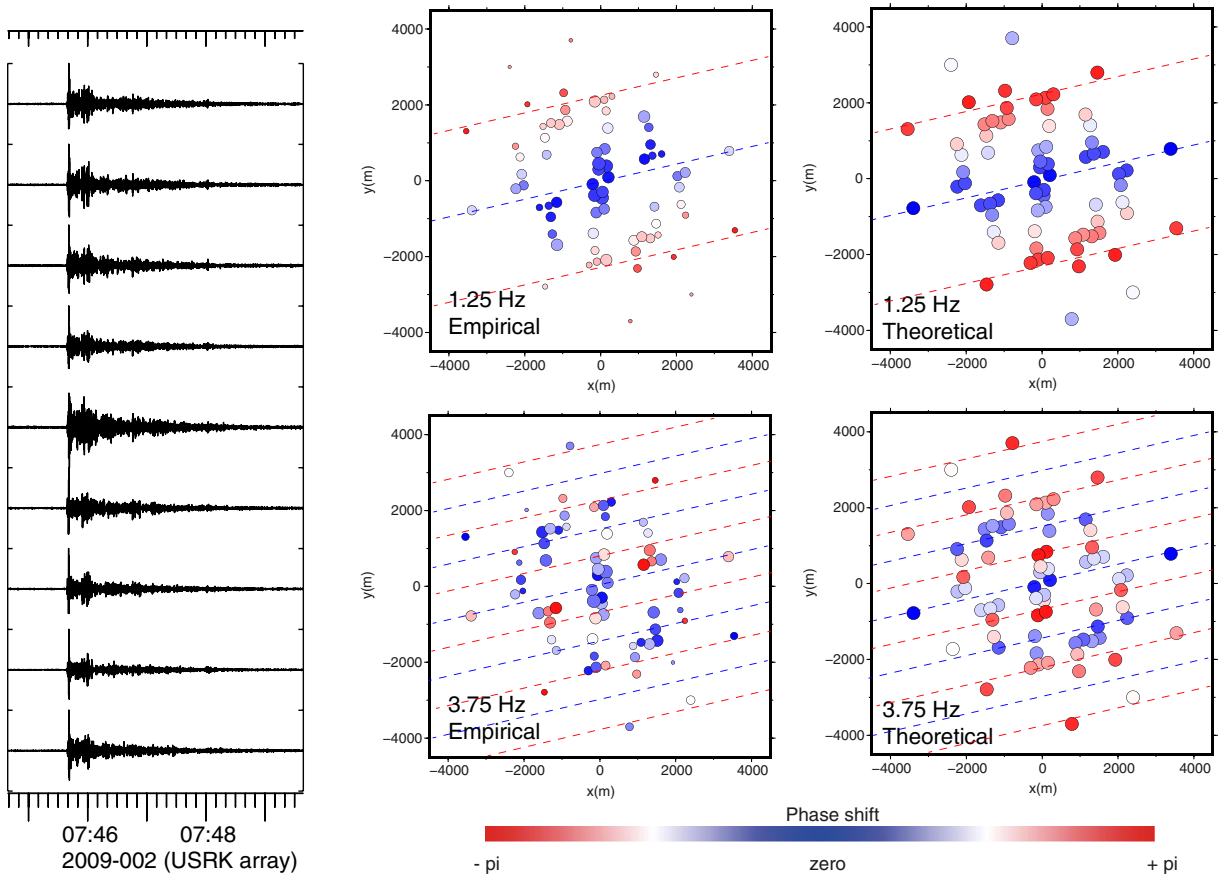 07:46 07:48
2009-002 (USRK array)
4000
2000
0
−2000
−4000
y(m)
1.25 Hz
Empirical
−4000 −2000 0 2000 4000
x(m)
4000
2000
0
−2000
−4000
y(m)
1.25 Hz
Theoretical
−4000 −2000 0 2000 4000
x(m)
4000
2000
0
−2000
−4000
y(m)
3.75 Hz
Empirical
−4000 −2000 0 2000 4000
x(m)
4000
2000
0
−2000
−4000
y(m)
3.75 Hz
Theoretical
−4000 −2000 0 2000 4000
x(m)
Phase shift
- pi zero + pi